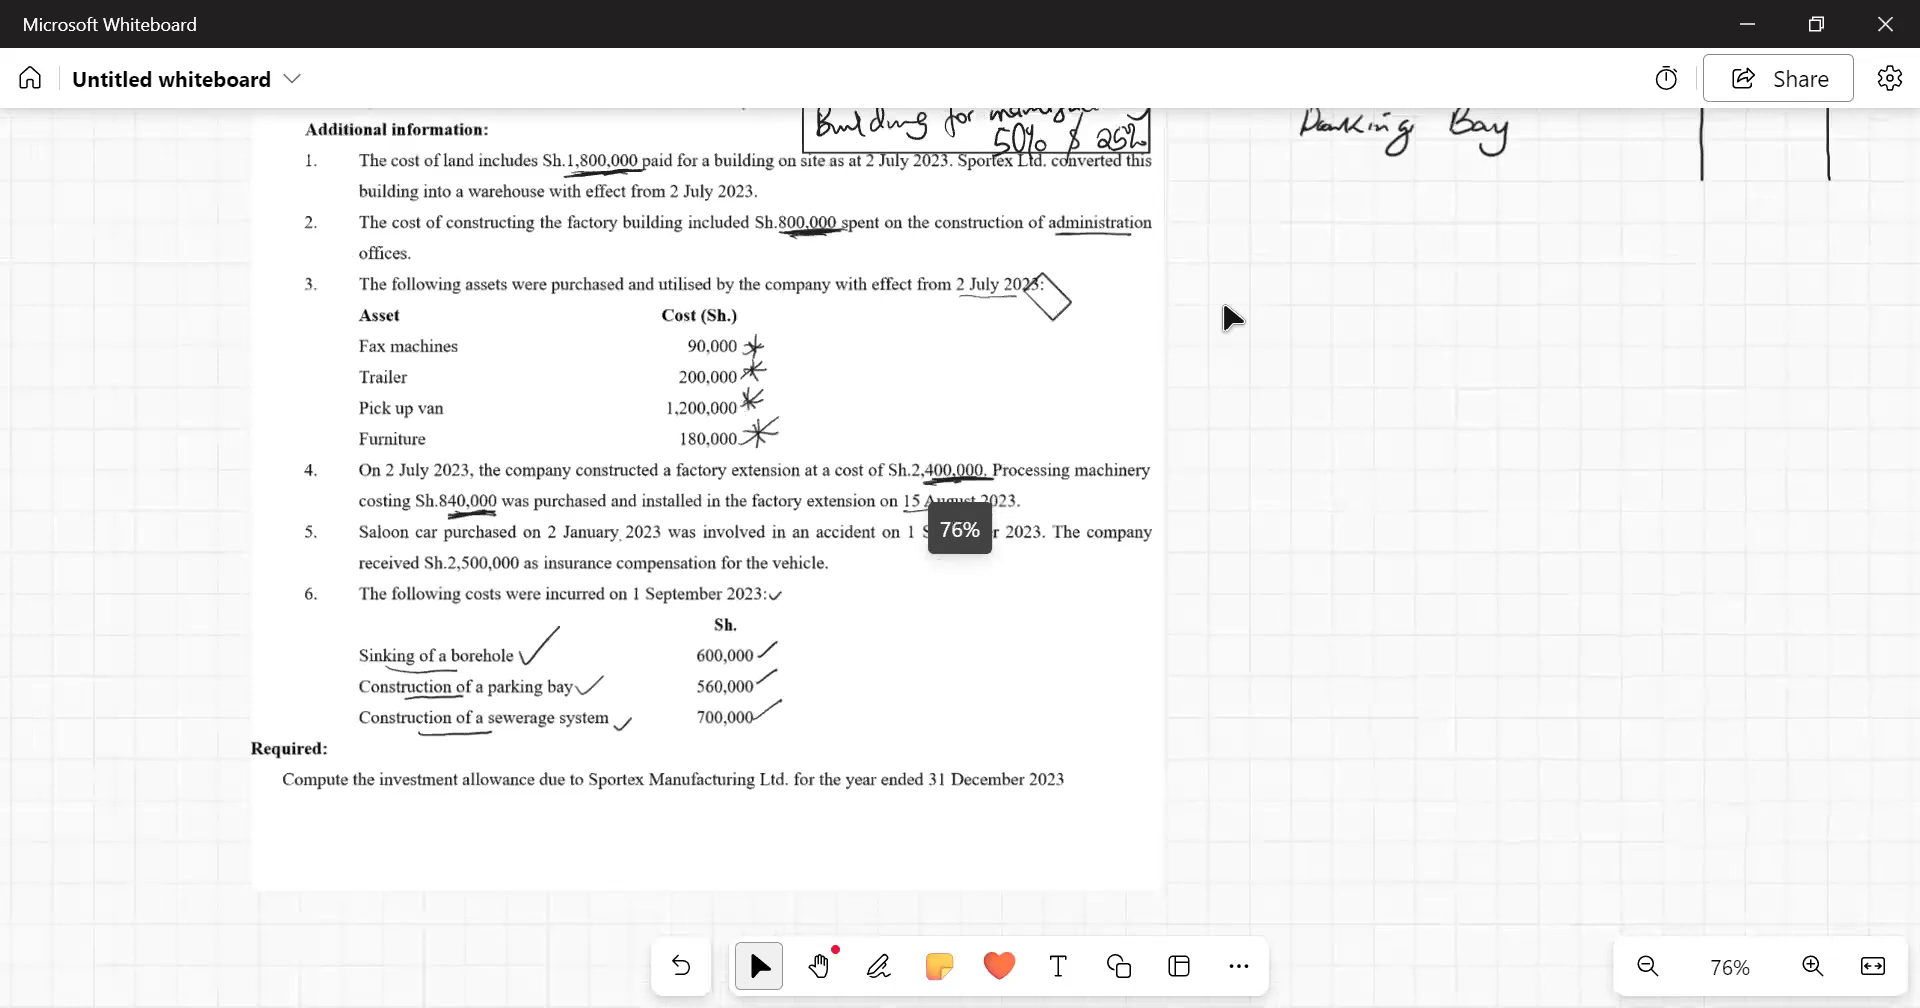 Microsoft Whiteboard
Untitled whiteboard
Share
Building for
50% & 25%
Parking Bay
Additional information:
1. The cost of land includes Sh.1,800,000 paid for a building on site as at 2 July 2023. Sportex Ltd. converted this
building into a warehouse with effect from 2 July 2023.
2. The cost of constructing the factory building included Sh.800,000 spent on the construction of administration
offices.
3. The following assets were purchased and utilised by the company with effect from 2 July 2023:
Asset Cost (Sh.)
Fax machines 90,000
Trailer 200,000
Pick up van 1,200,000
Furniture 180,000
4. On 2 July 2023, the company constructed a factory extension at a cost of Sh.2,400,000. Processing machinery
costing Sh.840,000 was purchased and installed in the factory extension on 15 August 2023.
5. Saloon car purchased on 2 January 2023 was involved in an accident on 1 2023. The company
76%
received Sh.2,500,000 as insurance compensation for the vehicle.
6. The following costs were incurred on 1 September 2023:
Sh.
Sinking of a borehole 600,000
Construction of a parking bay 560,000
Construction of a sewerage system 700,000
Required:
Compute the investment allowance due to Sportex Manufacturing Ltd. for the year ended 31 December 2023
T
76%